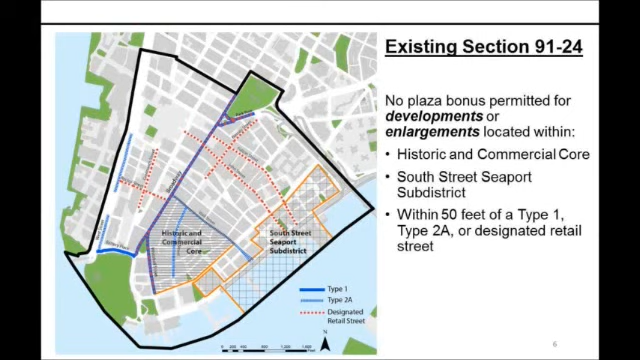 Existing Section 91-24
No plaza bonus permitted for
developments or
enlargements located within:
• Historic and Commercial Core
• South Street Seaport
Subdistrict
• Within 50 feet of a Type 1,
Type 2A, or designated retail
street
Broadway
Historic and
Commercial
Core
South Street
Seaport
Subdistrict
Type 1
Type 2A
Designated
Retail Street
N
6